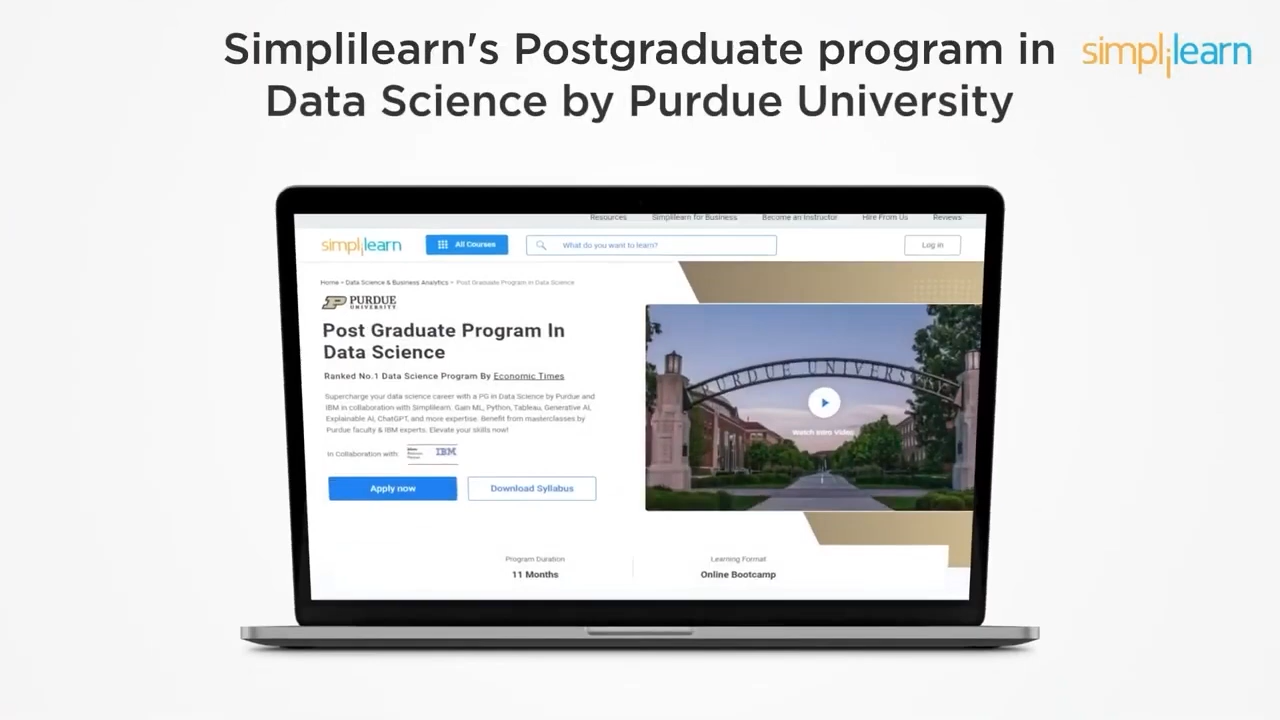 Simplilearn's Postgraduate program in
Data Science by Purdue University
simplilearn
Resources Simplilearn for Business Become an Instructor Hire From Us Reviews
simplilearn All Courses What do you want to learn? Log in
Home Data Science & Business Analytics Post Graduate Program in Data Science
PURDUE
UNIVERSITY
Post Graduate Program In
Data Science
Ranked No.1 Data Science Program By Economic Times
Supercharge your data science career with a PG in Data Science by Purdue and
IBM in collaboration with Simplilearn. Gain ML, Python, Tableau, Generative AI,
Explainable AI, ChatGPT, and more expertise. Benefit from masterclasses by
Purdue faculty & IBM experts. Elevate your skills now!
In Collaboration with: IBM
Apply now Download Syllabus
PURDUE UNIVERSITY
Watch Intro Video
Program Duration Learning Format
11 Months Online Bootcamp